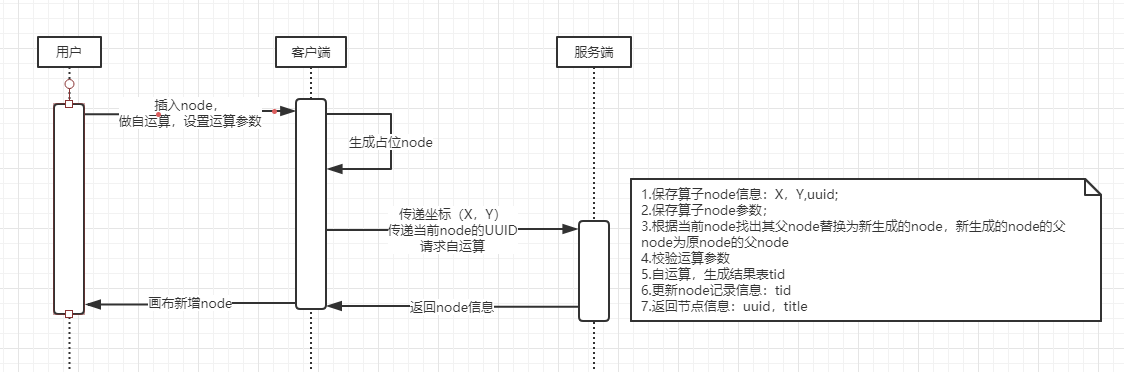 用户
客户端
服务端
插入node，
做自运算，设置运算参数
生成占位node
传递坐标（X，Y）
传递当前node的UUID
请求自运算
返回node信息
画布新增node
1.保存算子node信息：X，Y,uuid;
2.保存算子node参数；
3.根据当前node找出其父node替换为新生成的node，新生成的node的父
node为原node的父node
4.校验运算参数
5.自运算，生成结果表tid
6.更新node记录信息：tid
7.返回节点信息：uuid，title